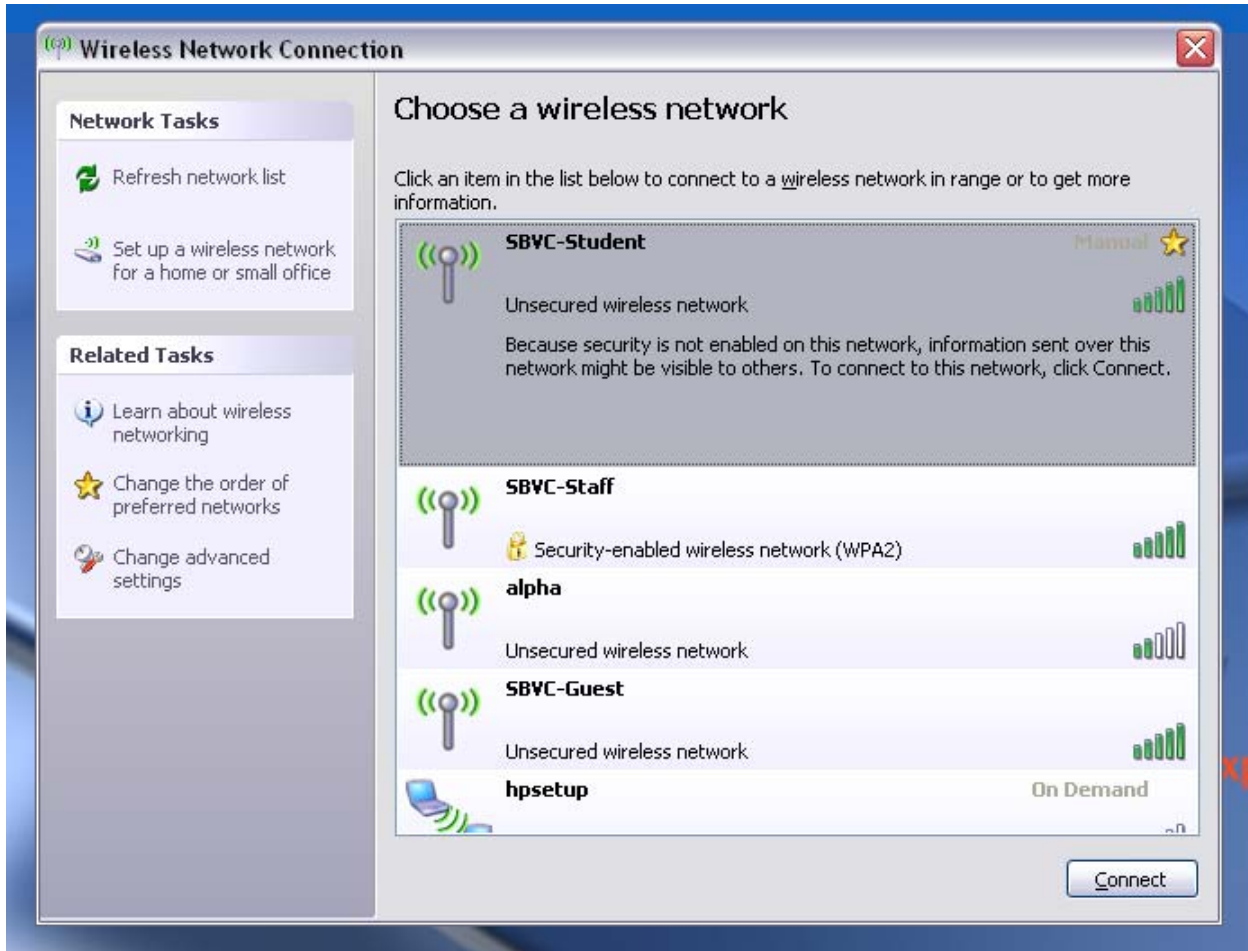 Wireless Network Connection
Network Tasks
Refresh network list
Set up a wireless network
for a home or small office
Related Tasks
Learn about wireless
networking
Change the order of
preferred networks
Change advanced
settings
Choose a wireless network
Click an item in the list below to connect to a wireless network in range or to get more
information.
SBVC-Student
Manual
Unsecured wireless network
Because security is not enabled on this network, information sent over this
network might be visible to others. To connect to this network, click Connect.
SBVC-Staff
Security-enabled wireless network (WPA2)
alpha
Unsecured wireless network
SBVC-Guest
Unsecured wireless network
hpsetup
On Demand
Connect